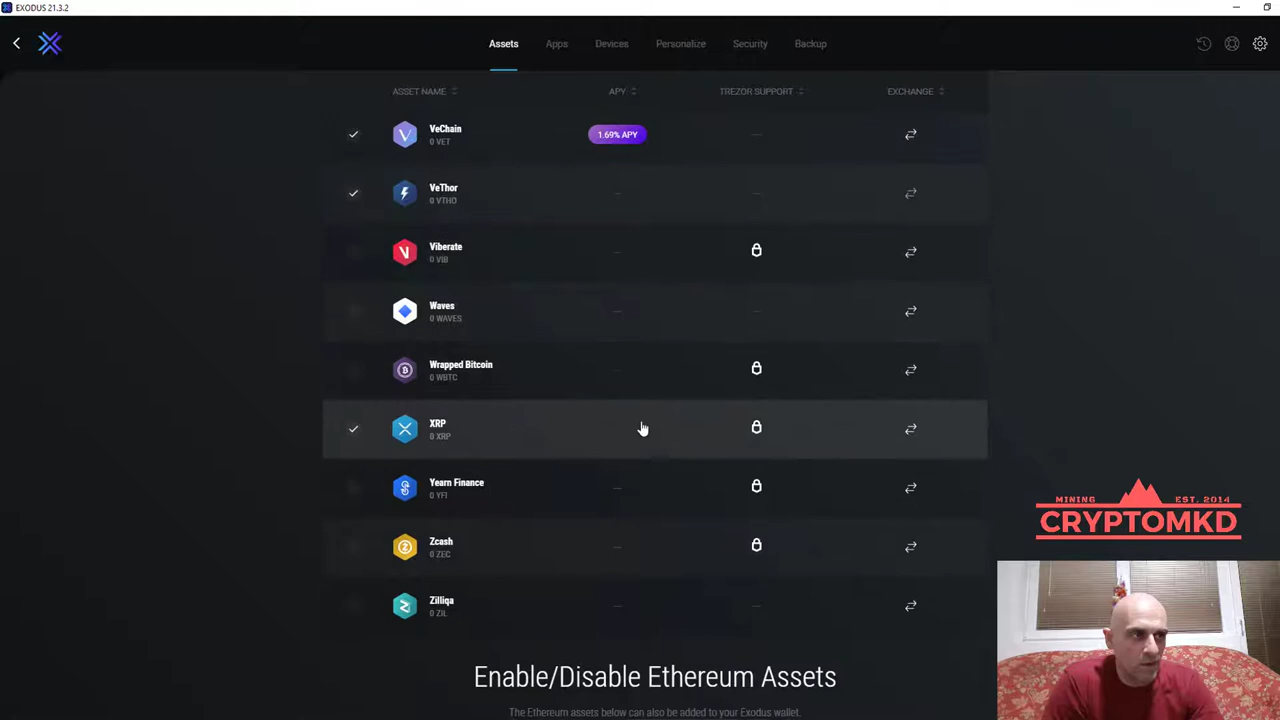 EXODUS 21.3.2
Assets
Apps
Devices
Personalize
Security
Backup
ASSET NAME
APY
TREZOR SUPPORT
EXCHANGE
VeChain
0 VET
1.69% APY
VeThor
0 VTHO
Viberate
0 VIB
Waves
0 WAVES
Wrapped Bitcoin
0 WBTC
XRP
0 XRP
Yearn Finance
0 YFI
Zcash
0 ZEC
Zilliqa
0 ZIL
MINING EST. 2014
CRYPTOMKD
Enable/Disable Ethereum Assets
The Ethereum assets below can also be added to your Exodus wallet.